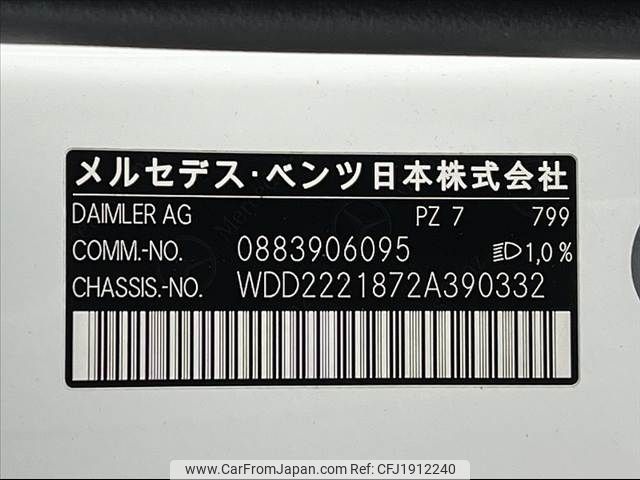 メルセデス・ベンツ日本株式会社
DAIMLER AG PZ 7 799
COMM.-NO. 0883906095 1,0%
CHASSIS.-NO. WDD2221872A390332
www.CarFromJapan.com - CFJ1912240